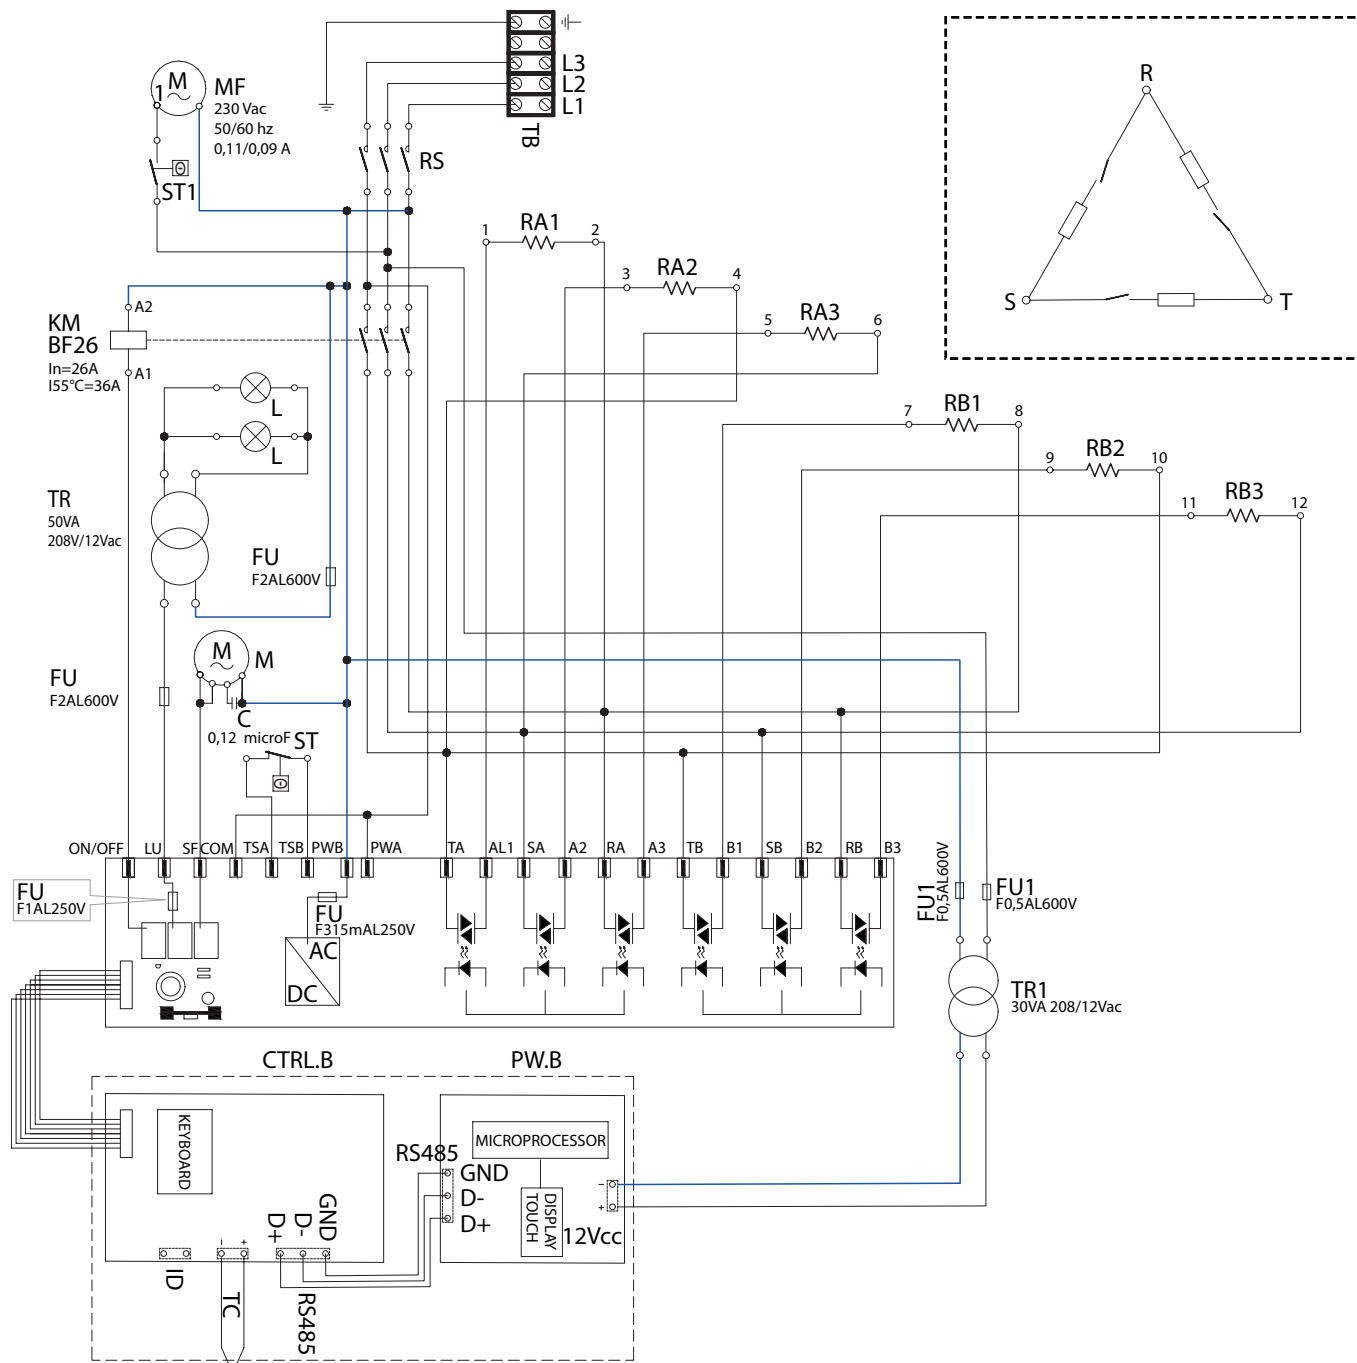 L3
L2
L1
TB
M
1
MF
230 Vac
50/60 hz
0,11/0,09 A
ST1
RS
R
S
T
1
RA1
2
3
RA2
4
5
RA3
6
7
RB1
8
9
RB2
10
11
RB3
12
A2
KM
BF26
In=26A
I55°C=36A
A1
L
L
TR
50VA
208V/12Vac
FU
F2AL600V
M
M
FU
F2AL600V
C
0,12 microF
ST
ON/OFF
LU
SF
COM
TSA
TSB
PWB
PWA
TA
AL1
SA
A2
RA
A3
TB
B1
SB
B2
RB
B3
FU
F1AL250V
FU
F315mAL250V
AC
DC
FU1
F0,5AL600V
FU1
F0,5AL600V
TR1
30VA 208/12Vac
CTRL.B
PW.B
KEYBOARD
MICROPROCESSOR
RS485
GND
D-
D+
DISPLAY
TOUCH
-
+
12Vcc
D+
D-
GND
-
+
ID
TC
RS485